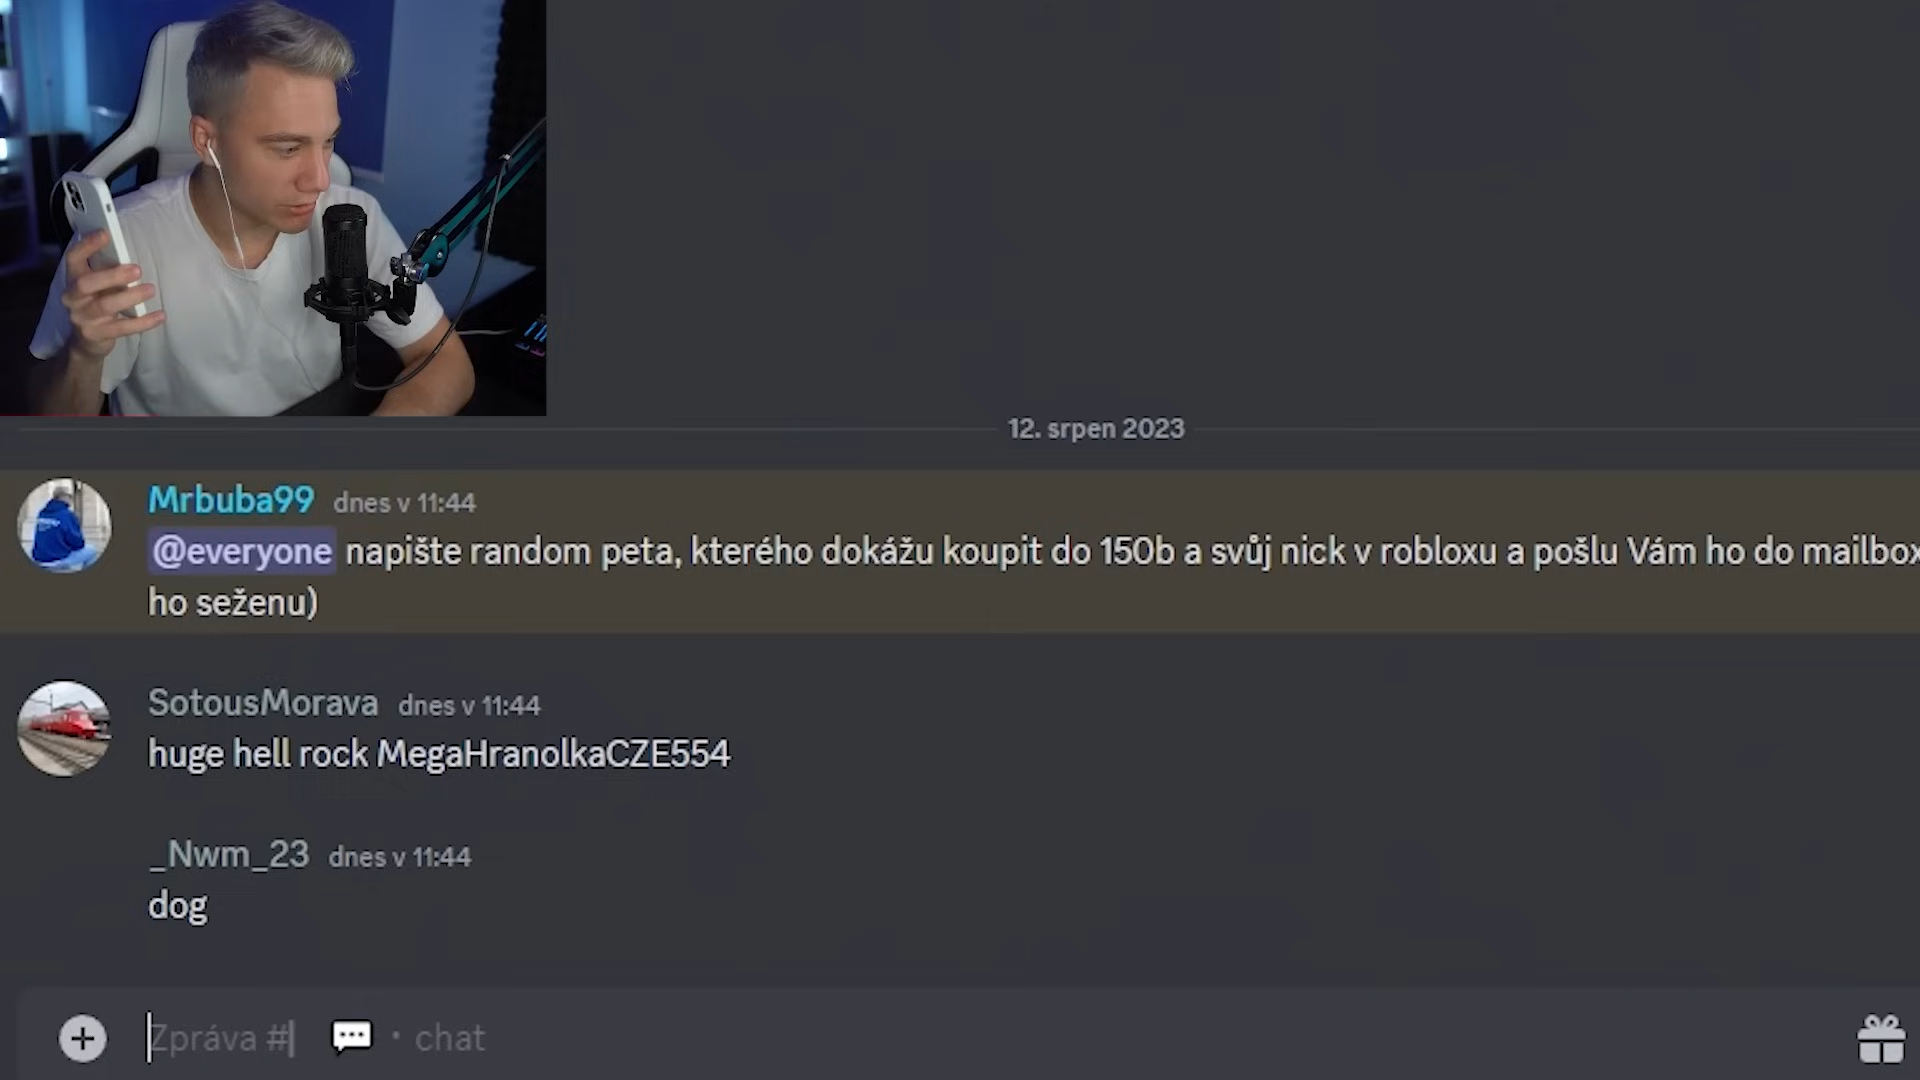 12. srpen 2023
Mrbuba99 dnes v 11:44
@everyone napište random peta, kterého dokážu koupit do 150b a svůj nick v robloxu a pošlu Vám ho do mailbox
ho seženu)
SotousMorava dnes v 11:44
huge hell rock MegaHranolkaCZE554
_Nwm_23 dnes v 11:44
dog
Zpráva #| 💬 · chat